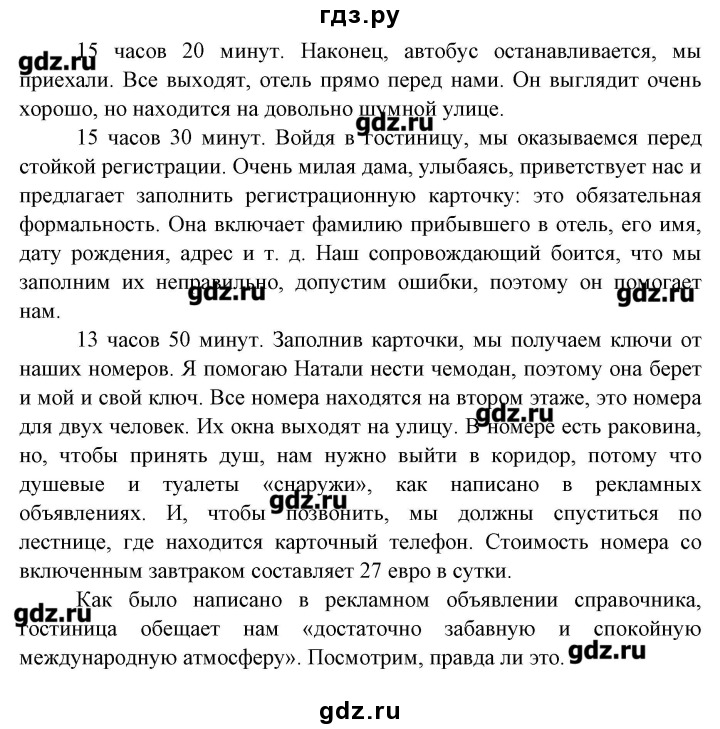 гдз.ру
15 часов 20 минут. Наконец, автобус останавливается, мы
gdz.ru
приехали. Все выходят, отель прямо перед нами. Он выглядит очень
хорошо, но находится на довольно шумной улице.
gdz.ru
15 часов 30 минут. Войдя в гостиницу, мы оказываемся перед
стойкой регистрации. Очень милая дама, улыбаясь, приветствует нас и
предлагает заполнить регистрационную карточку: это обязательная
формальность. Она включает фамилию прибывшего в отель, его имя,
дату рождения, адрес и т. д. Наш сопровождающий боится, что мы
заполним их неправильно, допустим ошибки, поэтому он помогает
gdz.ru
gdz.ru
нам.
13 часов 50 минут. Заполнив карточки, мы получаем ключи от
наших номеров. Я помогаю Натали нести чемодан, поэтому она берет
и мой и свой ключ. Все номера находятся на втором этаже, это номера
gdz.ru
для двух человек. Их окна выходят на улицу. В номере есть раковина,
но, чтобы принять душ, нам нужно выйти в коридор, потому что
душевые и туалеты «снаружи», как написано в рекламных
gdz.ru
объявлениях. И, чтобы позвонить, мы должны спуститься по
лестнице, где находится карточный телефон. Стоимость номера со
включенным завтраком составляет 27 евро в сутки.
Как было написано в рекламном объявлении справочника,
gdz.ru
гостиница обещает нам «достаточно забавную и спокойную
международную атмосферу». Посмотрим, правда ли это.
gdz.ru
gdz.ru